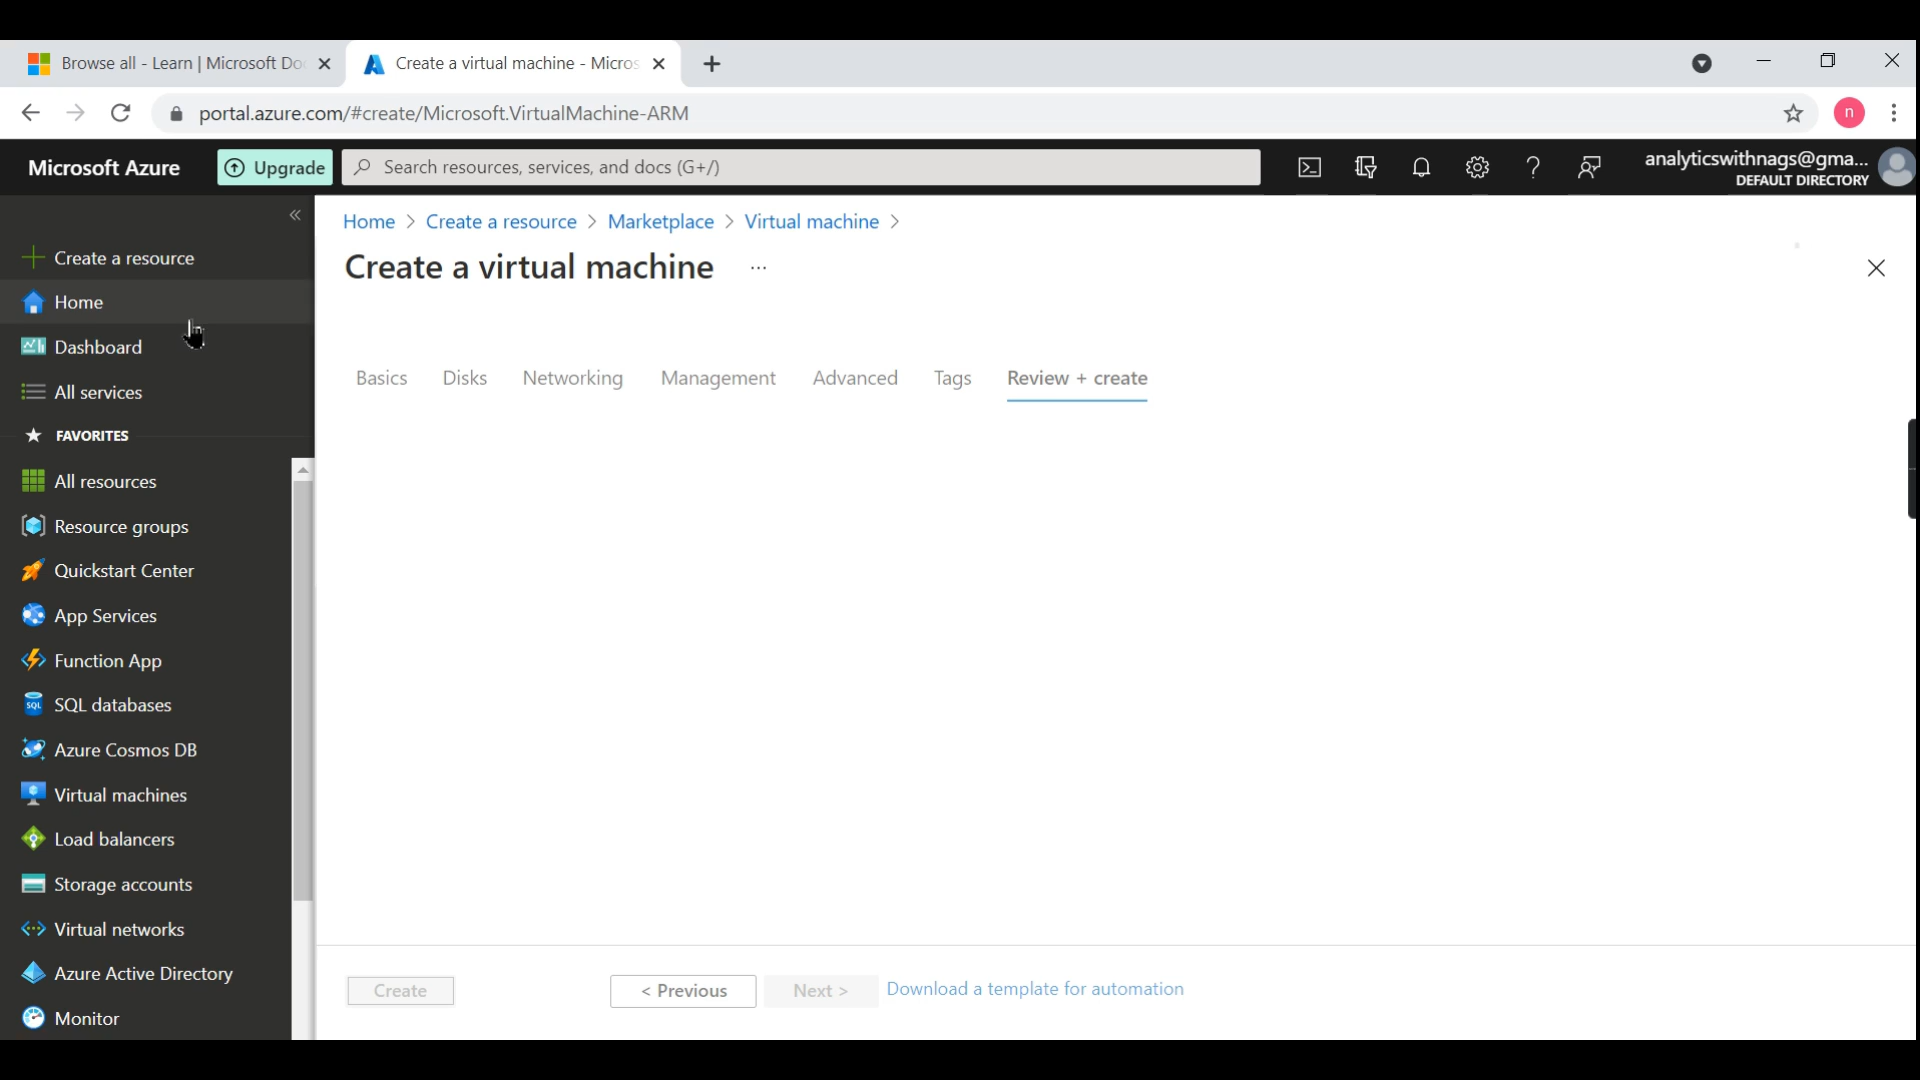 Browse all - Learn | Microsoft Do
Create a virtual machine - Micros
portal.azure.com/#create/Microsoft.VirtualMachine-ARM
n
Microsoft Azure
Upgrade
Search resources, services, and docs (G+/)
analyticswithnags@gma...
DEFAULT DIRECTORY
Create a resource
Home
Dashboard
All services
FAVORITES
All resources
Resource groups
Quickstart Center
App Services
Function App
SQL databases
Azure Cosmos DB
Virtual machines
Load balancers
Storage accounts
Virtual networks
Azure Active Directory
Monitor
Home > Create a resource > Marketplace > Virtual machine >
Create a virtual machine ...
Basics Disks Networking Management Advanced Tags Review + create
Create < Previous Next > Download a template for automation